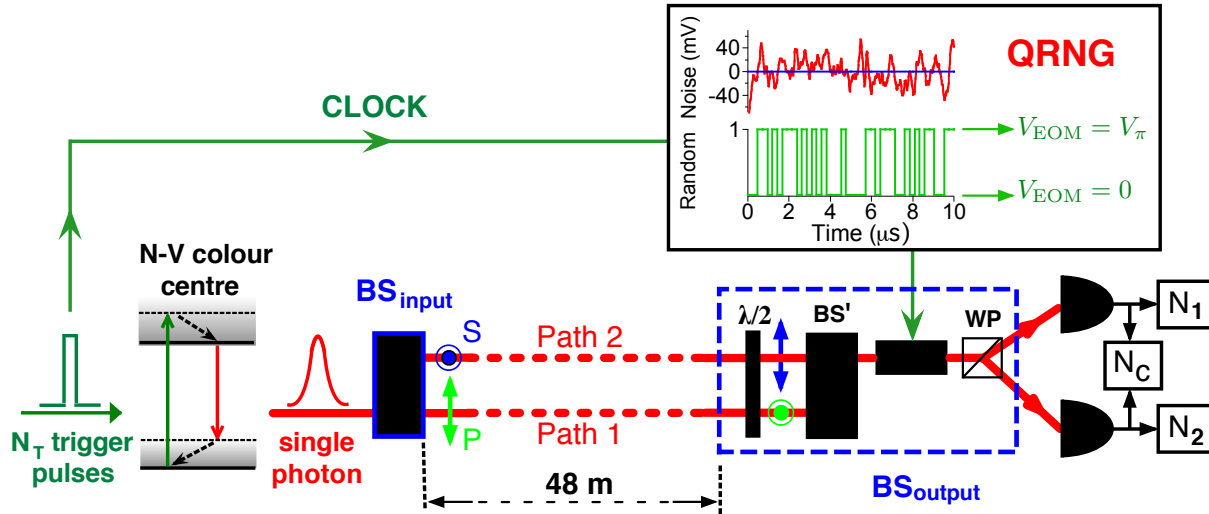 QRNG
Noise (mV)
40
0
-40
Random
1
0
V_EOM = V_π
V_EOM = 0
0 2 4 6 8 10
Time (μs)
CLOCK
N-V colour
centre
N_T trigger
pulses
single
photon
BS_input
S
P
Path 2
Path 1
48 m
λ/2
BS'
WP
BS_output
N_1
N_C
N_2